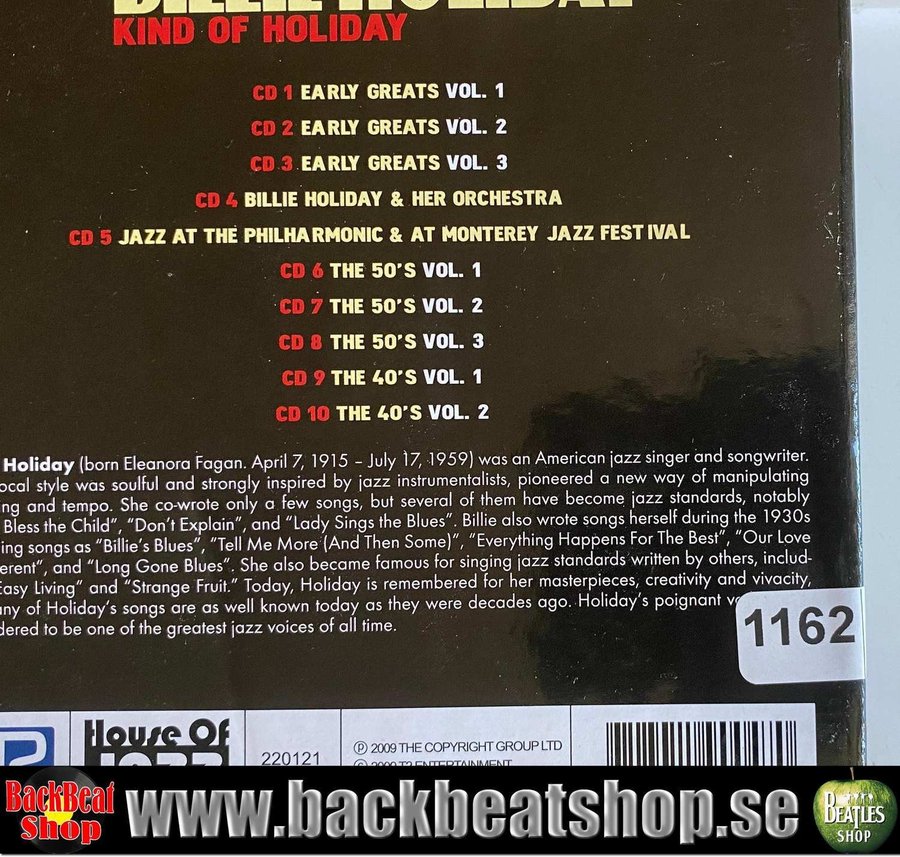 BILLIE HOLIDAY
KIND OF HOLIDAY
CD 1 EARLY GREATS VOL. 1
CD 2 EARLY GREATS VOL. 2
CD 3 EARLY GREATS VOL. 3
CD 4 BILLIE HOLIDAY & HER ORCHESTRA
CD 5 JAZZ AT THE PHILHARMONIC & AT MONTEREY JAZZ FESTIVAL
CD 6 THE 50'S VOL. 1
CD 7 THE 50'S VOL. 2
CD 8 THE 50'S VOL. 3
CD 9 THE 40'S VOL. 1
CD 10 THE 40'S VOL. 2
Holiday (born Eleanora Fagan. April 7, 1915 – July 17, 1959) was an American jazz singer and songwriter.
ocal style was soulful and strongly inspired by jazz instrumentalists, pioneered a new way of manipulating
ing and tempo. She co-wrote only a few songs, but several of them have become jazz standards, notably
Bless the Child", "Don't Explain", and "Lady Sings the Blues". Billie also wrote songs herself during the 1930s
ing songs as "Billie's Blues", "Tell Me More (And Then Some)", "Everything Happens For The Best", "Our Love
erent", and "Long Gone Blues". She also became famous for singing jazz standards written by others, includ-
Easy Living" and "Strange Fruit." Today, Holiday is remembered for her masterpieces, creativity and vivacity,
any of Holiday's songs are as well known today as they were decades ago. Holiday's poignant
dered to be one of the greatest jazz voices of all time.
1162
House Of
JAZZ
220121
℗ 2009 THE COPYRIGHT GROUP LTD
© 2009 T2 ENTERTAINMENT
BackBeat
Shop
www.backbeatshop.se
BEATLES
SHOP